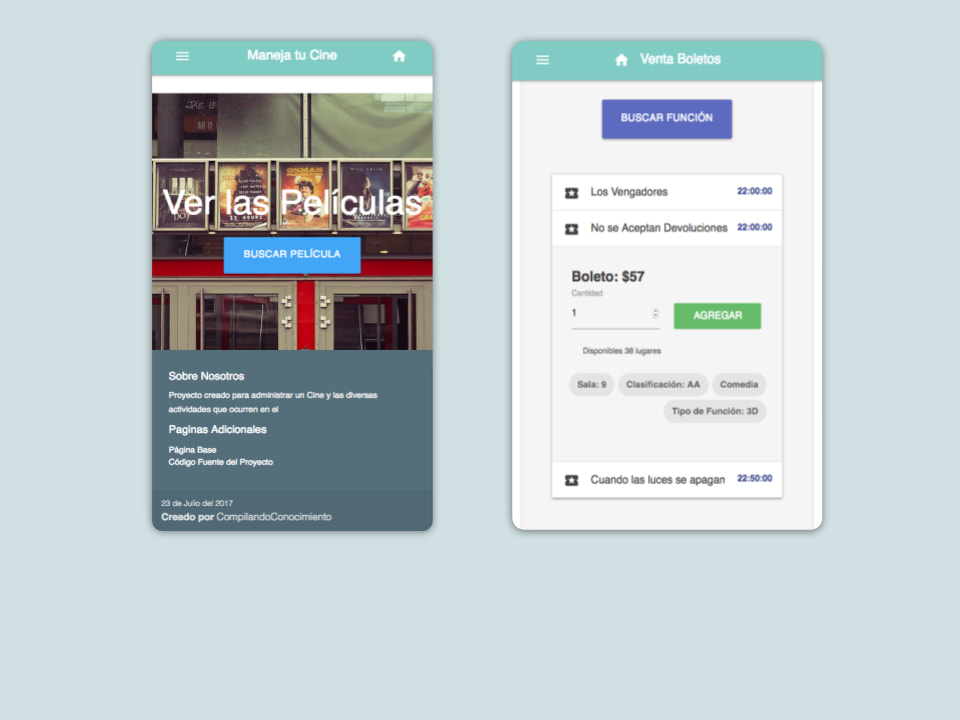 Maneja tu Cine
Ver las Películas
BUSCAR PELÍCULA
Sobre Nosotros
Proyecto creado para administrar un Cine y las diversas
actividades que ocurren en el
Paginas Adicionales
Página Base
Código Fuente del Proyecto
23 de Julio del 2017
Creado por CompilandoConocimiento
Venta Boletos
BUSCAR FUNCIÓN
Los Vengadores 22:00:00
No se Aceptan Devoluciones 22:00:00
Boleto: $57
Cantidad
1
AGREGAR
Disponibles 38 lugares
Sala: 9 Clasificación: AA Comedia
Tipo de Función: 3D
Cuando las luces se apagan 22:50:00